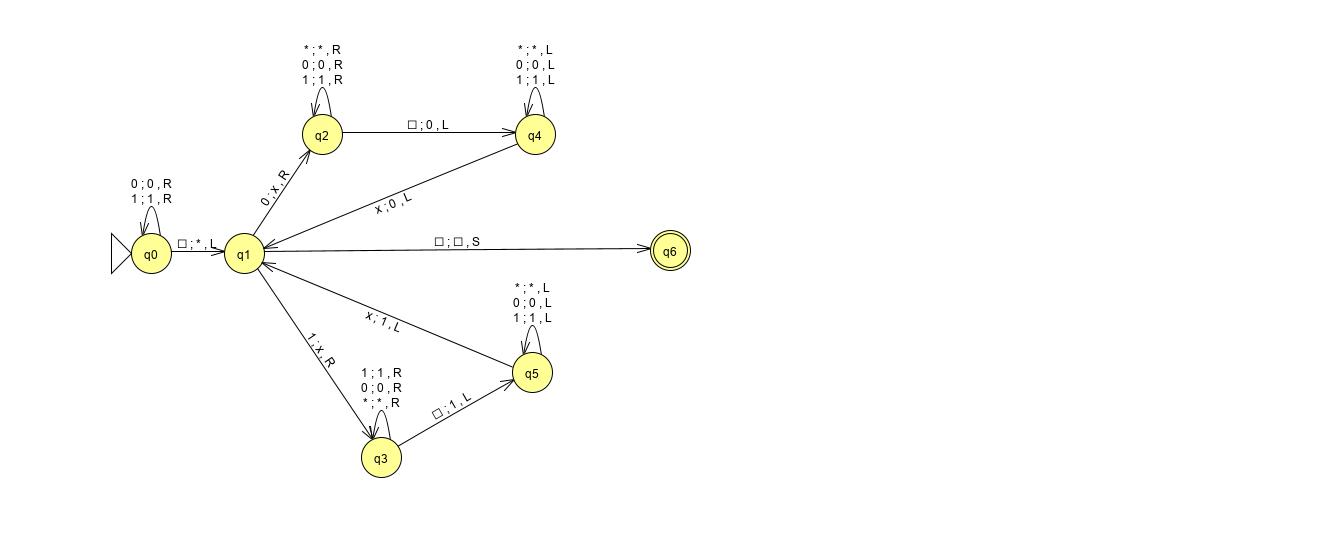 * ; * , R
0 ; 0 , R
1 ; 1 , R
q2
□ ; 0 , L
* ; * , L
0 ; 0 , L
1 ; 1 , L
q4
0 ; x , R
x ; 0 , L
0 ; 0 , R
1 ; 1 , R
q0
□ ; * , L
q1
□ ; □ , S
q6
1 ; x , R
x ; 1 , L
* ; * , L
0 ; 0 , L
1 ; 1 , L
q5
1 ; 1 , R
0 ; 0 , R
* ; * , R
q3
□ ; 1 , L